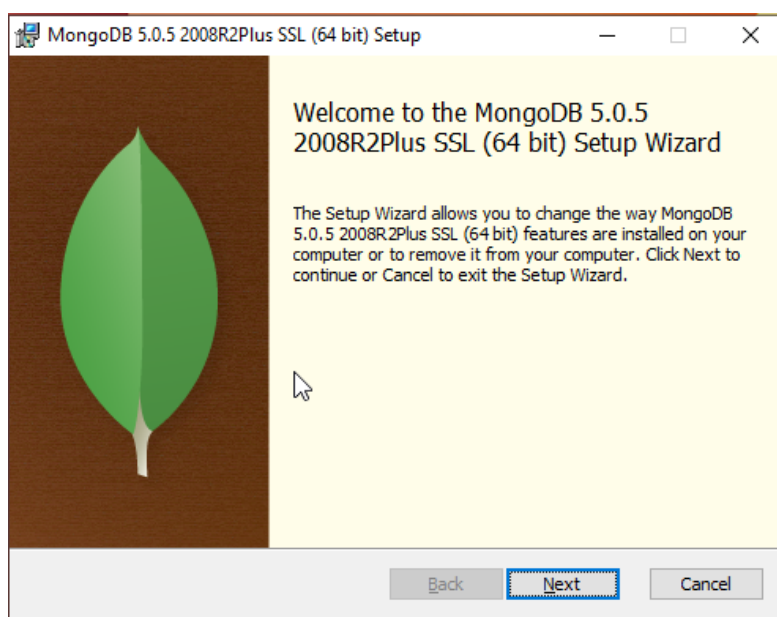 MongoDB 5.0.5 2008R2Plus SSL (64 bit) Setup
Welcome to the MongoDB 5.0.5
2008R2Plus SSL (64 bit) Setup Wizard
The Setup Wizard allows you to change the way MongoDB
5.0.5 2008R2Plus SSL (64 bit) features are installed on your
computer or to remove it from your computer. Click Next to
continue or Cancel to exit the Setup Wizard.
Back
Next
Cancel